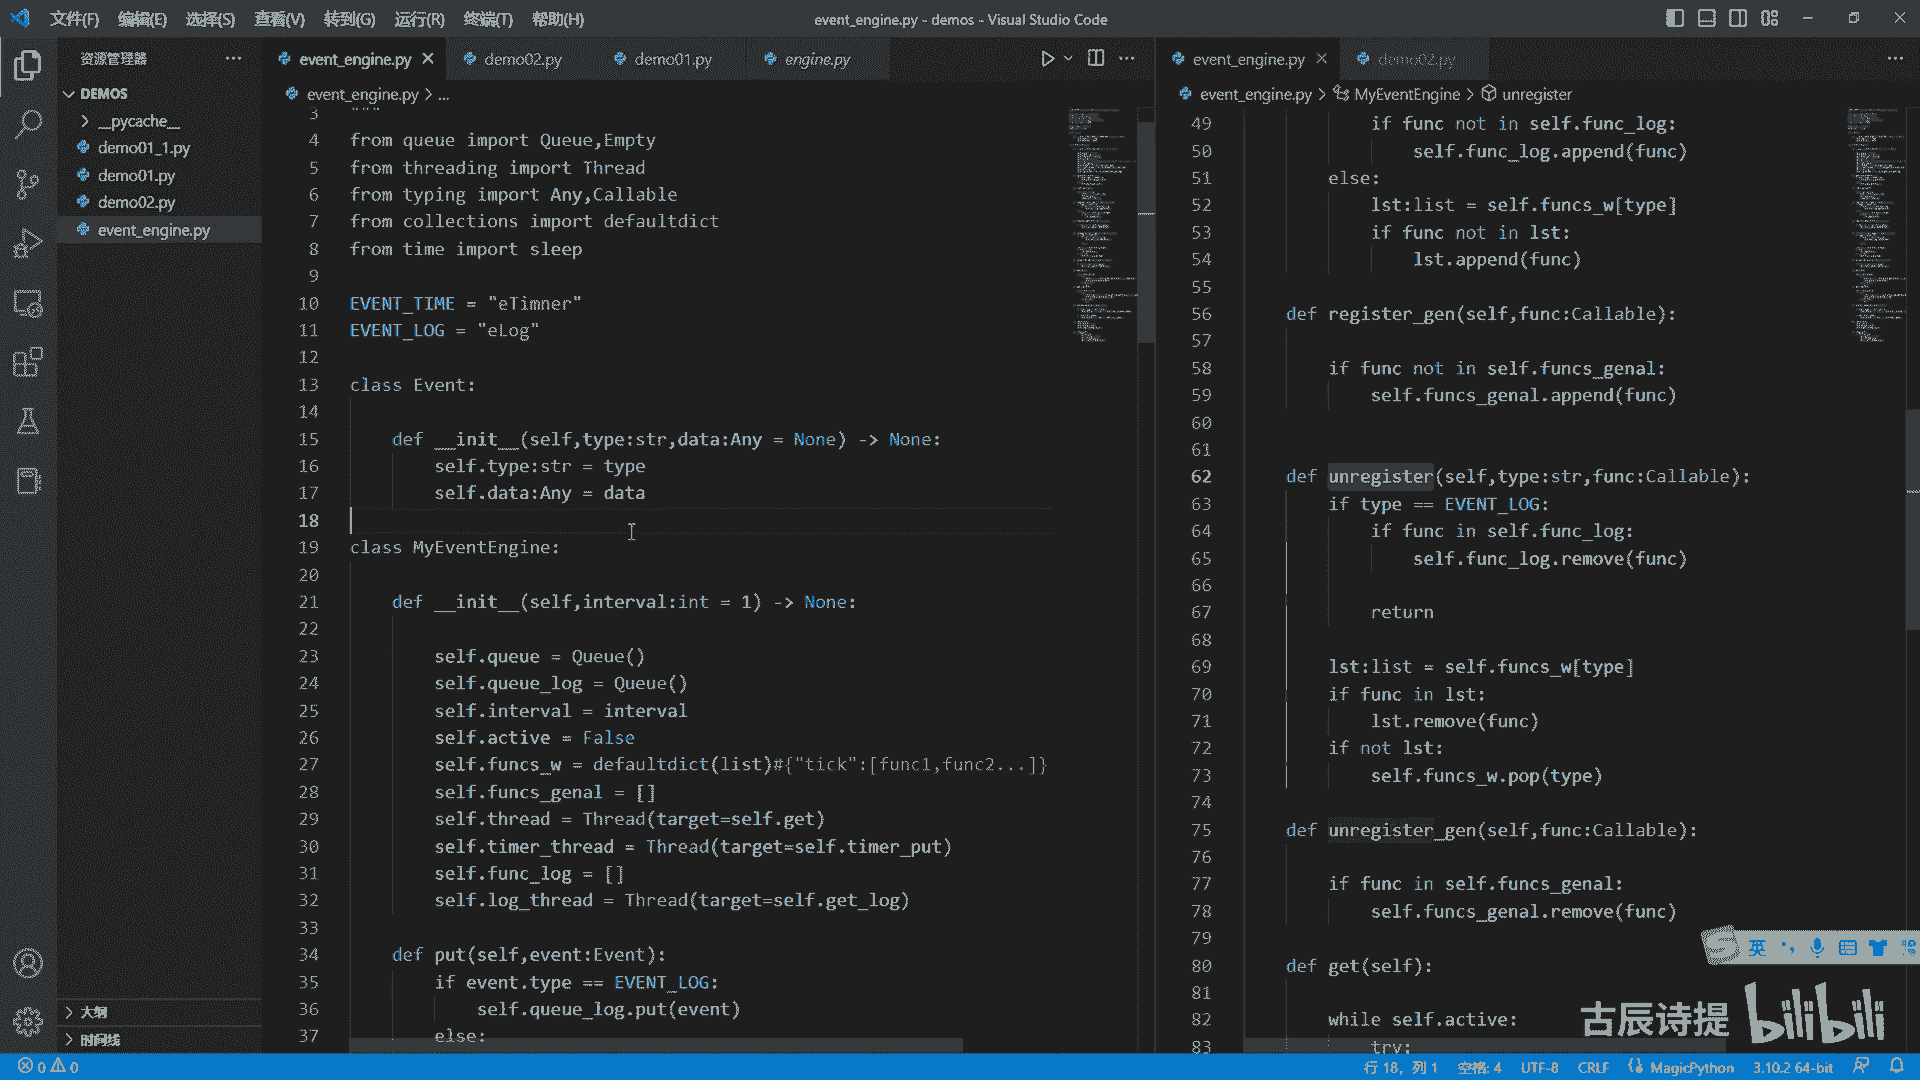 文件(F) 编辑(E) 选择(S) 查看(V) 转到(G) 运行(R) 终端(T) 帮助(H)
event_engine.py - demos - Visual Studio Code
资源管理器
DEMOS
__pycache__
demo01_1.py
demo01.py
demo02.py
event_engine.py
大纲
时间线
event_engine.py demo02.py demo01.py engine.py
event_engine.py > ...
3 """
4 from queue import Queue,Empty
5 from threading import Thread
6 from typing import Any,Callable
7 from collections import defaultdict
8 from time import sleep
9
10 EVENT_TIME = "eTimner"
11 EVENT_LOG = "eLog"
12
13 class Event:
14
15 def __init__(self,type:str,data:Any = None) -> None:
16 self.type:str = type
17 self.data:Any = data
18
19 class MyEventEngine:
20
21 def __init__(self,interval:int = 1) -> None:
22
23 self.queue = Queue()
24 self.queue_log = Queue()
25 self.interval = interval
26 self.active = False
27 self.funcs_w = defaultdict(list)#{"tick":[func1,func2...]}
28 self.funcs_genal = []
29 self.thread = Thread(target=self.get)
30 self.timer_thread = Thread(target=self.timer_put)
31 self.func_log = []
32 self.log_thread = Thread(target=self.get_log)
33
34 def put(self,event:Event):
35 if event.type == EVENT_LOG:
36 self.queue_log.put(event)
37 else:
event_engine.py demo02.py
event_engine.py > MyEventEngine > unregister
49 if func not in self.func_log:
50 self.func_log.append(func)
51 else:
52 lst:list = self.funcs_w[type]
53 if func not in lst:
54 lst.append(func)
55
56 def register_gen(self,func:Callable):
57
58 if func not in self.funcs_genal:
59 self.funcs_genal.append(func)
60
61
62 def unregister(self,type:str,func:Callable):
63 if type == EVENT_LOG:
64 if func in self.func_log:
65 self.func_log.remove(func)
66
67 return
68
69 lst:list = self.funcs_w[type]
70 if func in lst:
71 lst.remove(func)
72 if not lst:
73 self.funcs_w.pop(type)
74
75 def unregister_gen(self,func:Callable):
76
77 if func in self.funcs_genal:
78 self.funcs_genal.remove(func)
79
80 def get(self):
81
82 while self.active:
83 try:
英
古辰诗提 bilibili
0 0
行 18，列 1 空格: 4 UTF-8 CRLF MagicPython 3.10.2 64-bit